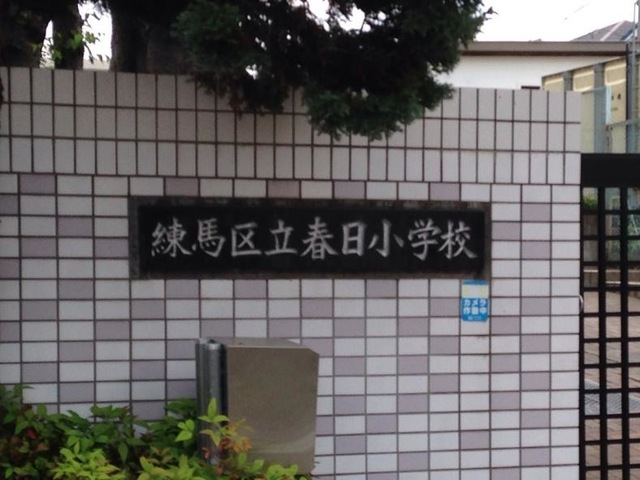 練馬区立春日小学校
カメラ
作動中